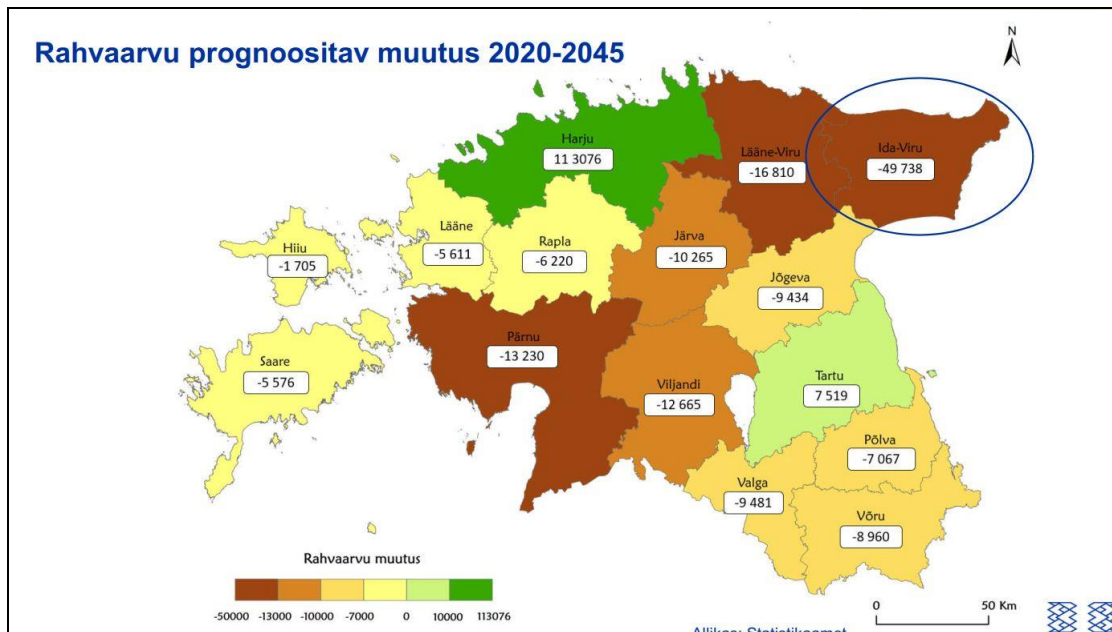 Rahvaarvu prognoositav muutus 2020-2045
N
Harju
11 3076
Lääne-Viru
-16 810
Ida-Viru
-49 738
Lääne
-5 611
Rapla
-6 220
Järva
-10 265
Hiiu
-1 705
Jõgeva
-9 434
Pärnu
-13 230
Saare
-5 576
Viljandi
-12 665
Tartu
7 519
Põlva
-7 067
Valga
-9 481
Võru
-8 960
Rahvaarvu muutus
-50000 -13000 -10000 -7000 0 10000 113076
0 50 Km
Allikas: Statistikaamet